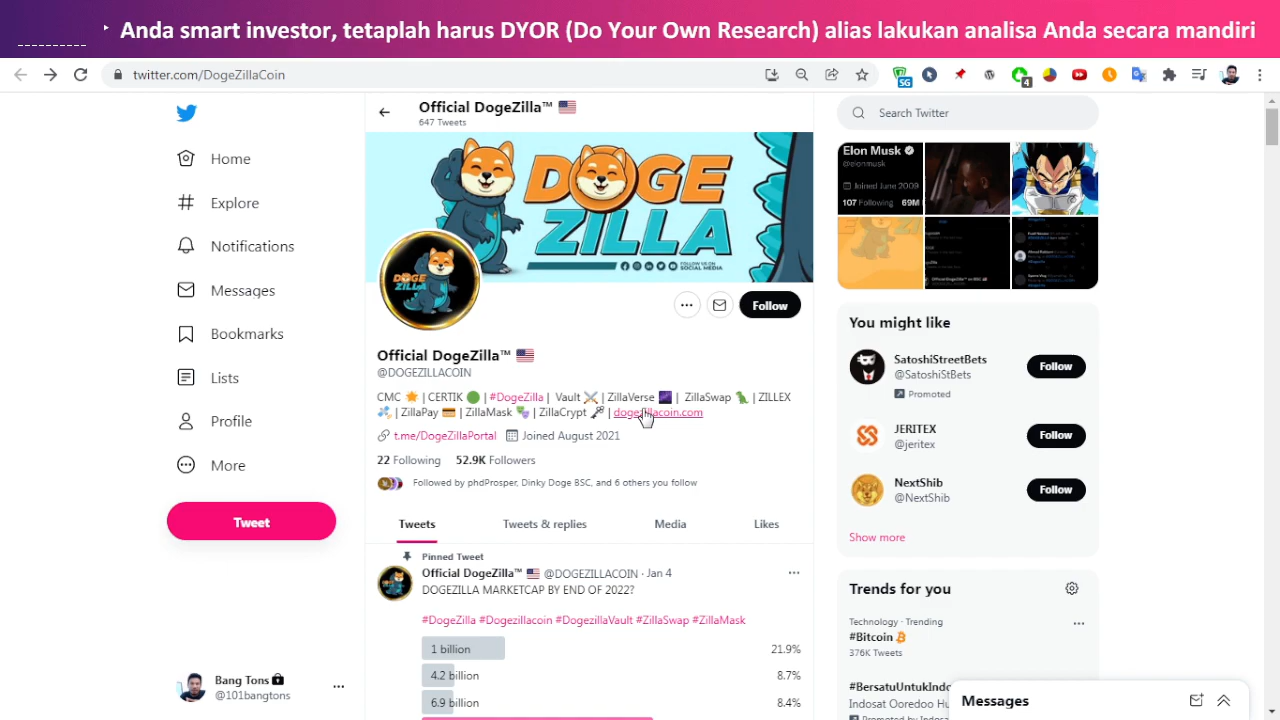 Anda smart investor, tetaplah harus DYOR (Do Your Own Research) alias lakukan analisa Anda secara mandiri
twitter.com/DogeZillaCoin
SG
4
Home
Explore
Notifications
Messages
Bookmarks
Lists
Profile
More
Tweet
Bang Tons
@101bangtons
Official DogeZilla™
647 Tweets
DOGE
ZILLA
FOLLOW US ON
SOCIAL MEDIA
DOGE
ZILLA
Follow
Official DogeZilla™
@DOGEZILLACOIN
CMC | CERTIK | #DogeZilla | Vault | ZillaVerse | ZillaSwap | ZILLEX
| ZillaPay | ZillaMask | ZillaCrypt | dogezillacoin.com
t.me/DogeZillaPortal Joined August 2021
22 Following 52.9K Followers
Followed by phdProsper, Dinky Doge BSC, and 6 others you follow
Tweets Tweets & replies Media Likes
Pinned Tweet
Official DogeZilla™ @DOGEZILLACOIN · Jan 4
DOGEZILLA MARKETCAP BY END OF 2022?
#DogeZilla #Dogezillacoin #DogezillaVault #ZillaSwap #ZillaMask
1 billion 21.9%
4.2 billion 8.7%
6.9 billion 8.4%
Search Twitter
Elon Musk
@elonmusk
Joined June 2009
107 Following 69M
You might like
SatoshiStreetBets
@SatoshiStBets
Follow
Promoted
JERITEX
@jeritex
Follow
NextShib
@NextShib
Follow
Show more
Trends for you
Technology · Trending
#Bitcoin
376K Tweets
#BersatuUntukIndo
Indosat Ooredoo Hu
Messages